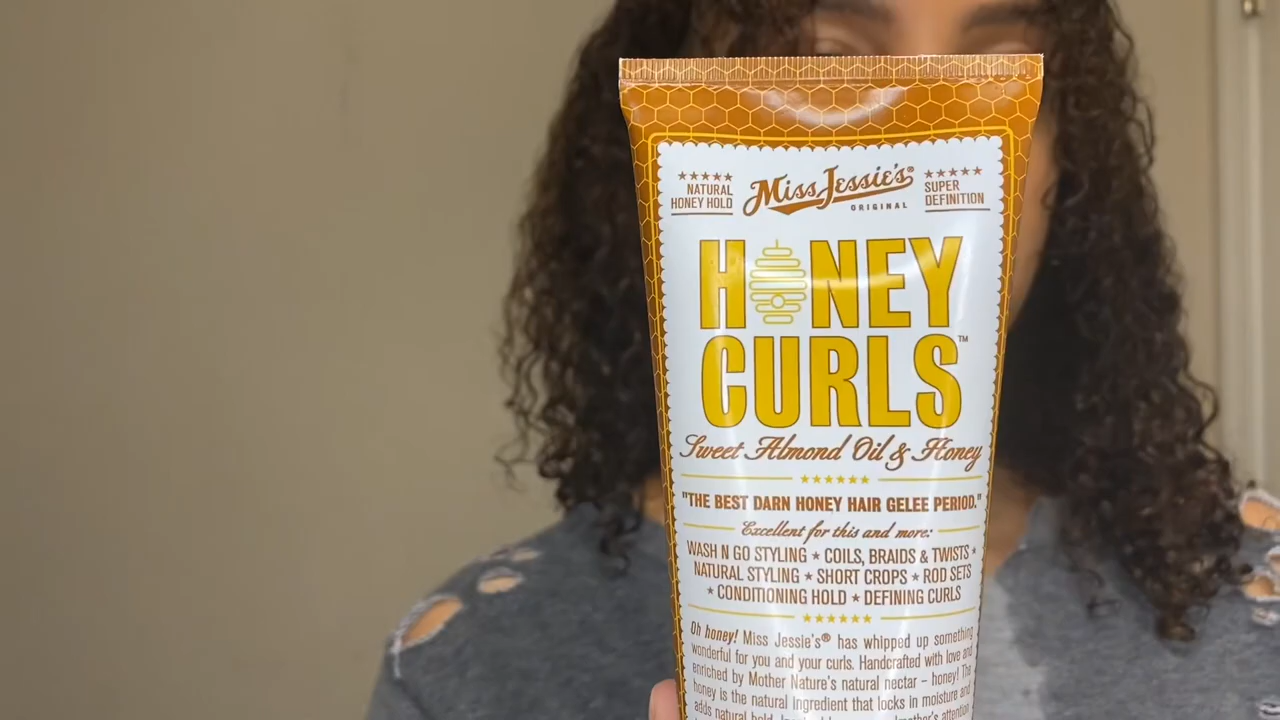 NATURAL
HONEY HOLD
Miss Jessie's®
ORIGINAL
SUPER
DEFINITION
HONEY
CURLS™
Sweet Almond Oil & Honey
"THE BEST DARN HONEY HAIR GELEE PERIOD."
Excellent for this and more:
WASH N GO STYLING ★ COILS, BRAIDS & TWISTS ★
NATURAL STYLING ★ SHORT CROPS ★ ROD SETS
★ CONDITIONING HOLD ★ DEFINING CURLS
Oh honey! Miss Jessie's® has whipped up something
wonderful for you and your curls. Handcrafted with love and
enriched by Mother Nature's natural nectar – honey! The
honey is the natural ingredient that locks in moisture and
adds natural hold